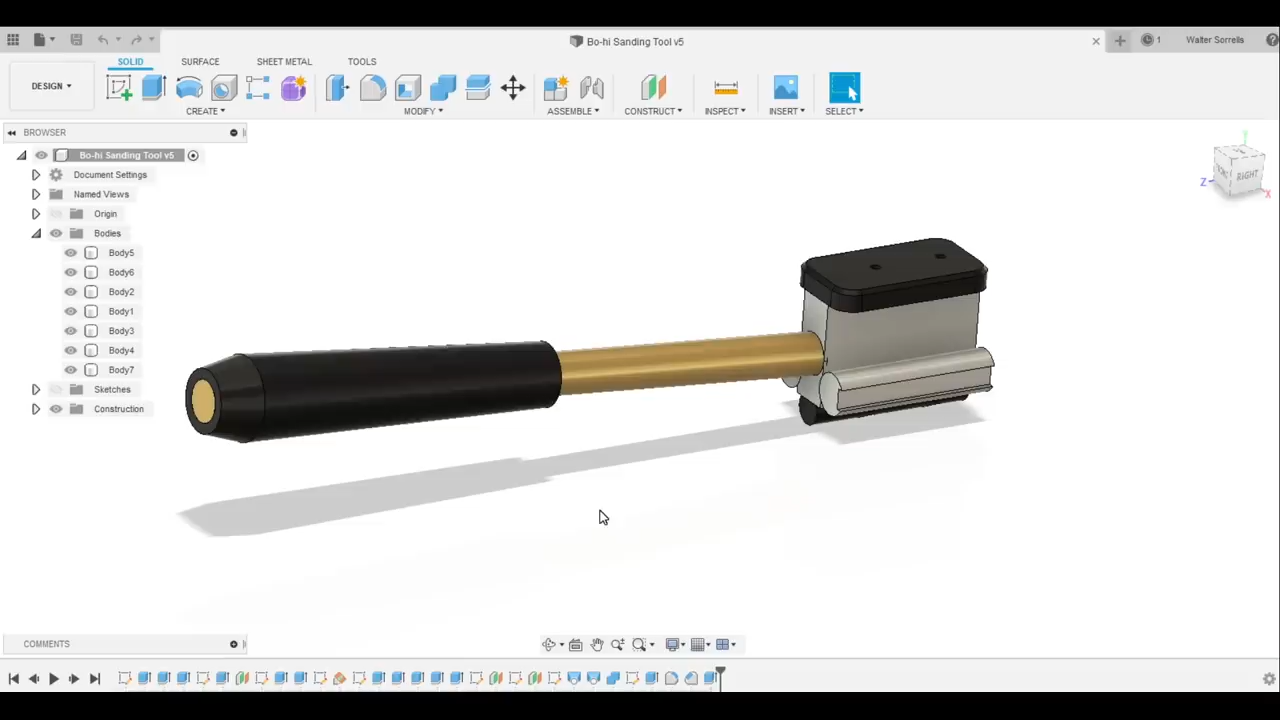 Bo-hi Sanding Tool v5
1
Walter Sorrells
DESIGN
SOLID
SURFACE
SHEET METAL
TOOLS
CREATE
MODIFY
ASSEMBLE
CONSTRUCT
INSPECT
INSERT
SELECT
BROWSER
Bo-hi Sanding Tool v5
Document Settings
Named Views
Origin
Bodies
Body5
Body6
Body2
Body1
Body3
Body4
Body7
Sketches
Construction
Y
Z
X
RIGHT
COMMENTS